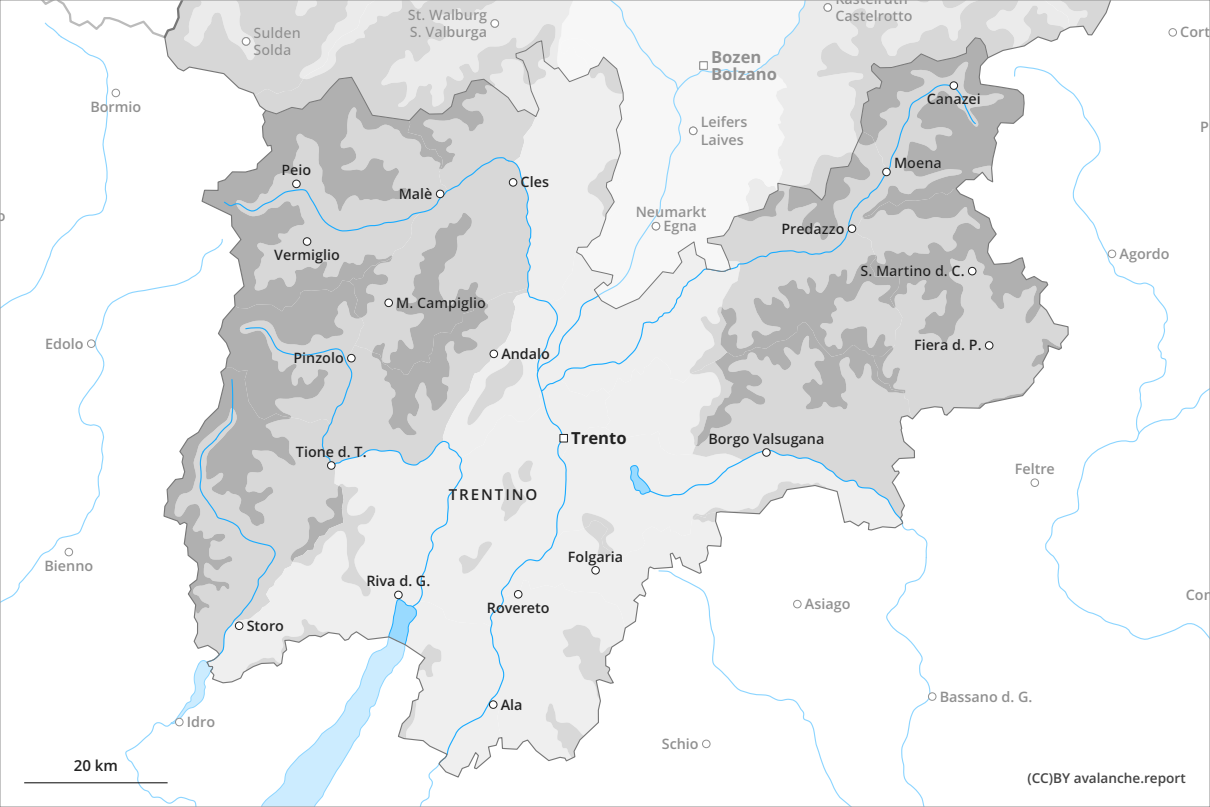 Kastelruth
Castelrotto
St. Walburg
S. Valburga
Sulden
Solda
Cort
Bozen
Bolzano
Bormio
Canazei
Leifers
Laives
P
Moena
Peio
Malè
Cles
Neumarkt
Egna
Predazzo
Vermiglio
Agordo
S. Martino d. C.
M. Campiglio
Edolo
Pinzolo
Andalo
Fiera d. P.
Trento
Borgo Valsugana
Tione d. T.
Feltre
TRENTINO
Folgaria
Bienno
Riva d. G.
Rovereto
Asiago
Cor
Storo
Bassano d. G.
Ala
Idro
Schio
20 km
(CC)BY avalanche.report